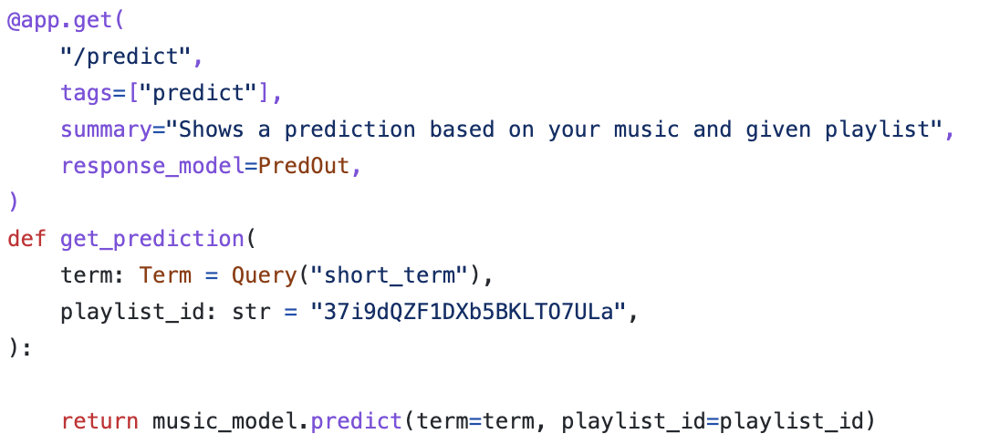 @app.get(
    "/predict",
    tags=["predict"],
    summary="Shows a prediction based on your music and given playlist",
    response_model=PredOut,
)
def get_prediction(
    term: Term = Query("short_term"),
    playlist_id: str = "37i9dQZF1DXb5BKLTO7ULa",
):
    return music_model.predict(term=term, playlist_id=playlist_id)